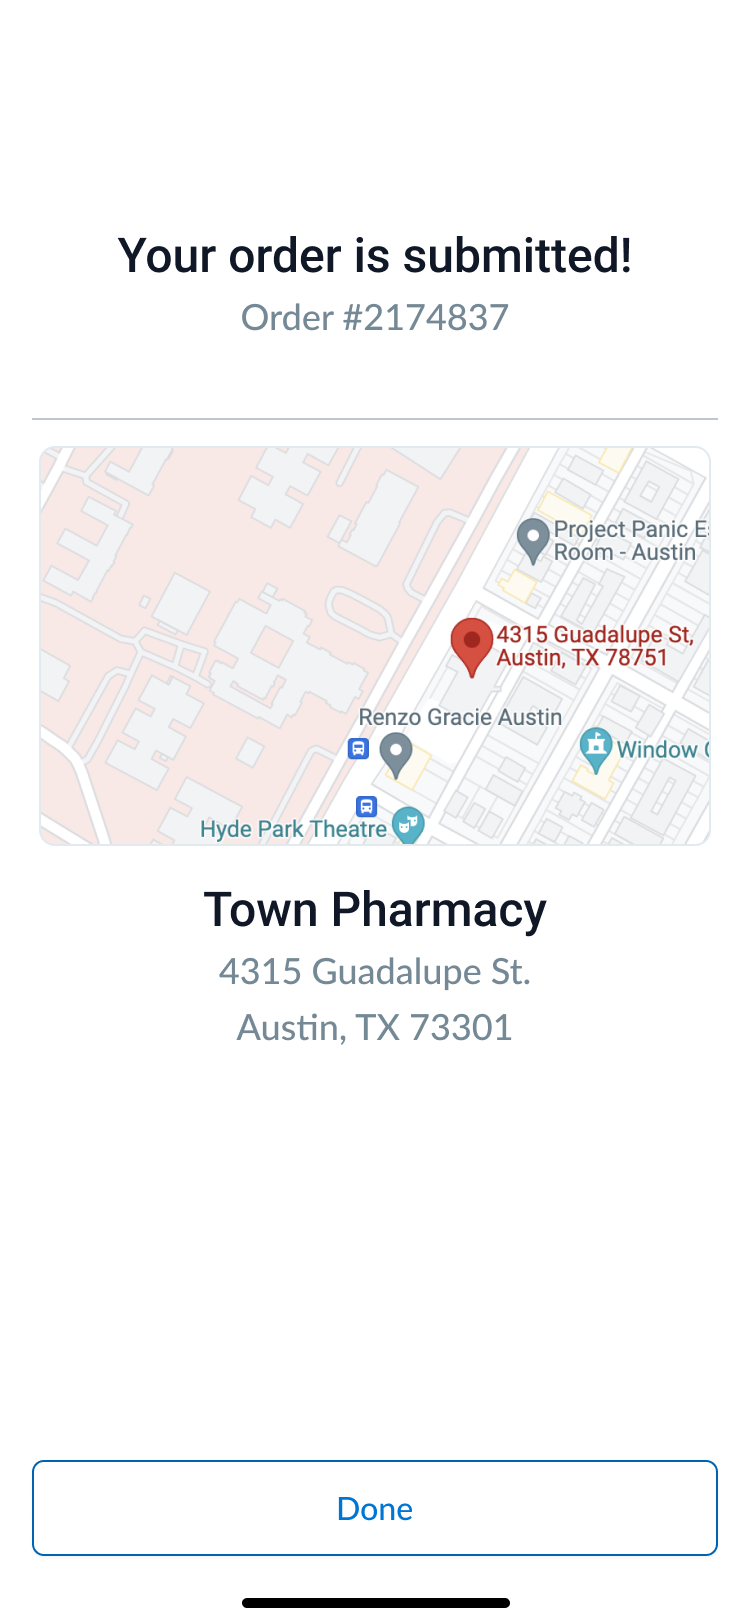 Your order is submitted!
Order #2174837
Project Panic
Room - Austin
4315 Guadalupe St,
Austin, TX 78751
Renzo Gracie Austin
Window
Hyde Park Theatre
Town Pharmacy
4315 Guadalupe St.
Austin, TX 73301
Done